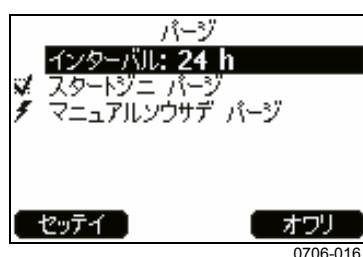 パージ
インターバル: 24 h
スタートジニ パージ
マニュアルソウサデ パージ
セッテイ
オワリ
0706-016